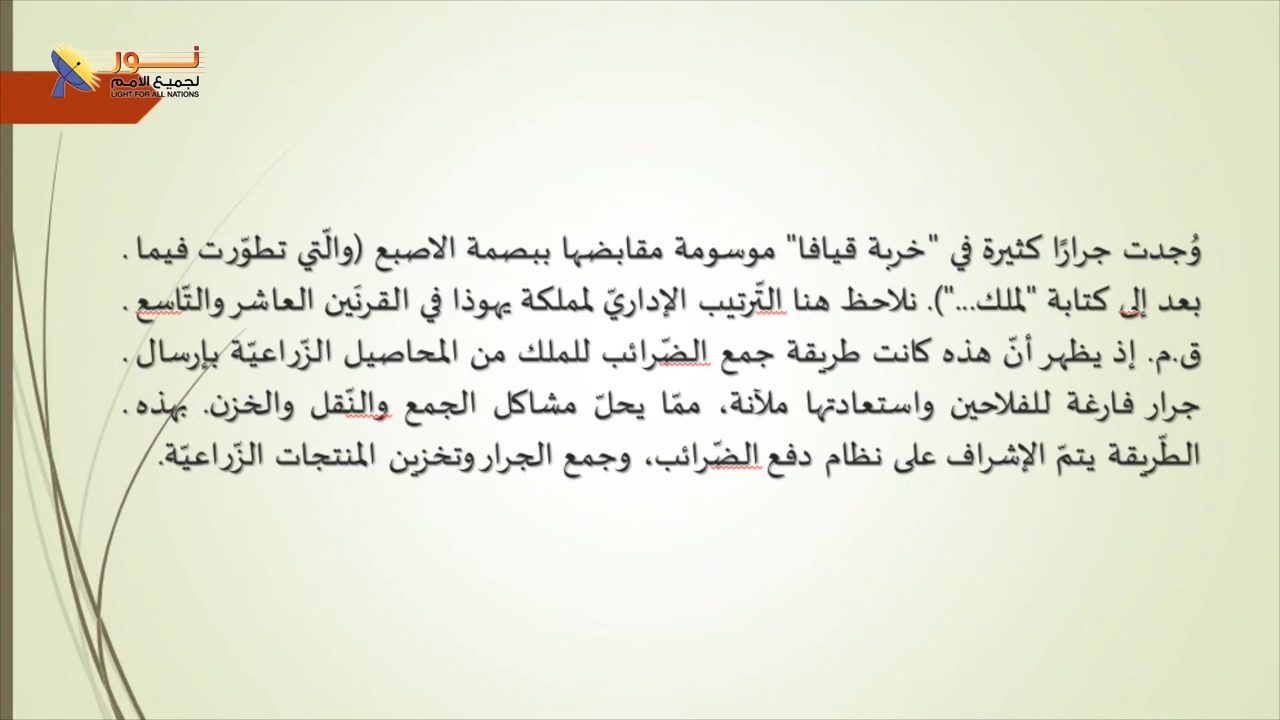 نــور
لجميع الأمم
LIGHT FOR ALL NATIONS
وُجدت جرارًا كثيرة في "خربة قيافا" موسومة مقابضها ببصمة الاصبع (والّتي تطوّرت فيما .
بعد إلى كتابة "لملك..."). نلاحظ هنا التّرتيب الإداريّ لمملكة يهوذا في القرنَين العاشر والتّاسع .
ق.م. إذ يظهر أنّ هذه كانت طريقة جمع الضّرائب للملك من المحاصيل الزّراعيّة بإرسال .
جرار فارغة للفلاحين واستعادتها ملآنة، ممّا يحلّ مشاكل الجمع والنّقل والخزن. بهذه .
الطّريقة يتمّ الإشراف على نظام دفع الضّرائب، وجمع الجرار وتخزين المنتجات الزّراعيّة.